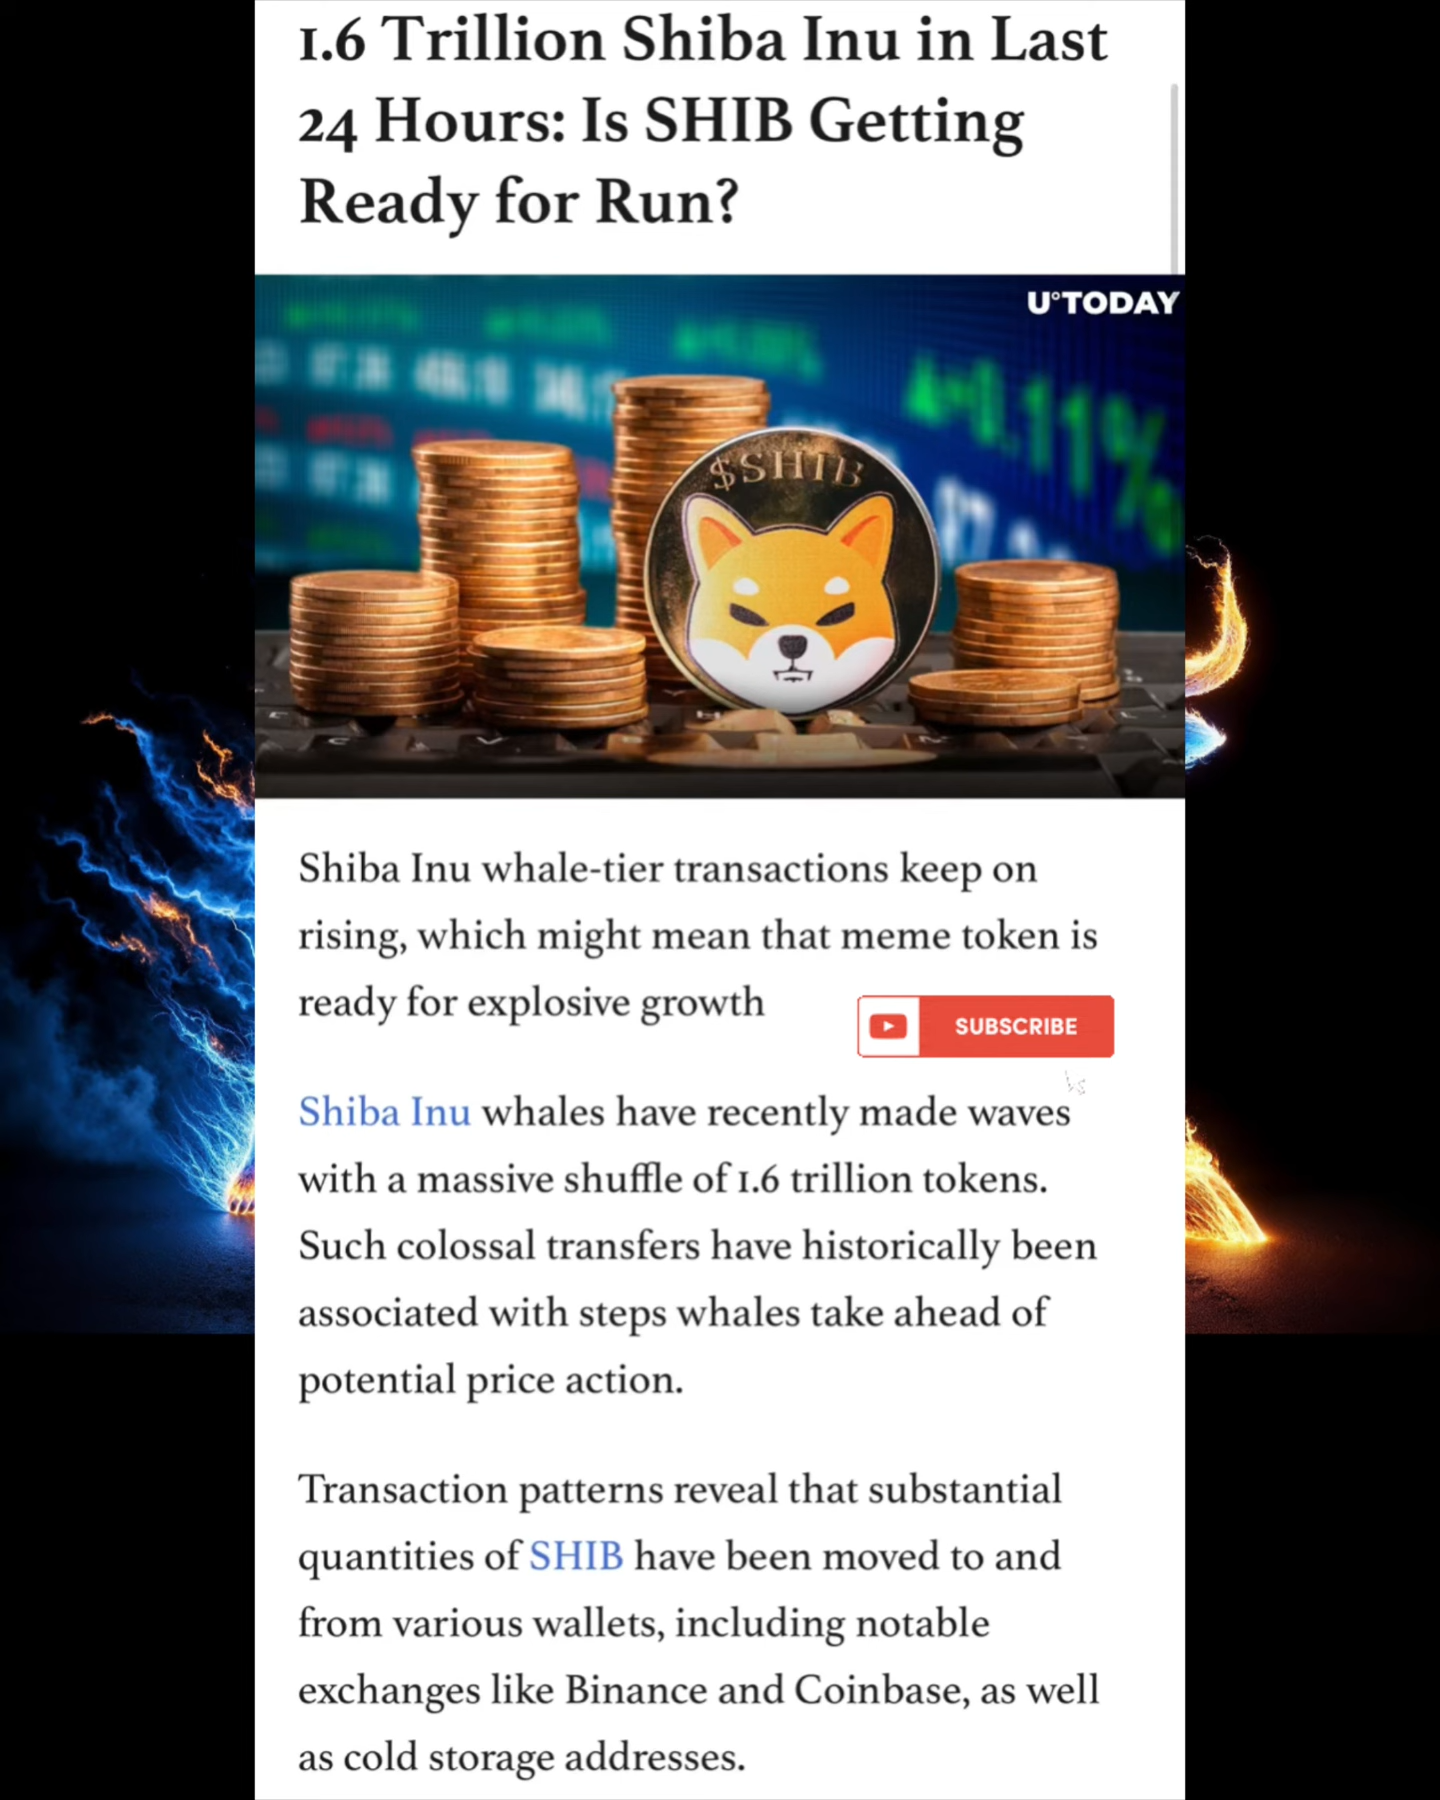 1.6 Trillion Shiba Inu in Last
24 Hours: Is SHIB Getting
Ready for Run?
U°TODAY
$SHIB
Shiba Inu whale-tier transactions keep on
rising, which might mean that meme token is
ready for explosive growth
SUBSCRIBE
Shiba Inu whales have recently made waves
with a massive shuffle of 1.6 trillion tokens.
Such colossal transfers have historically been
associated with steps whales take ahead of
potential price action.
Transaction patterns reveal that substantial
quantities of SHIB have been moved to and
from various wallets, including notable
exchanges like Binance and Coinbase, as well
as cold storage addresses.